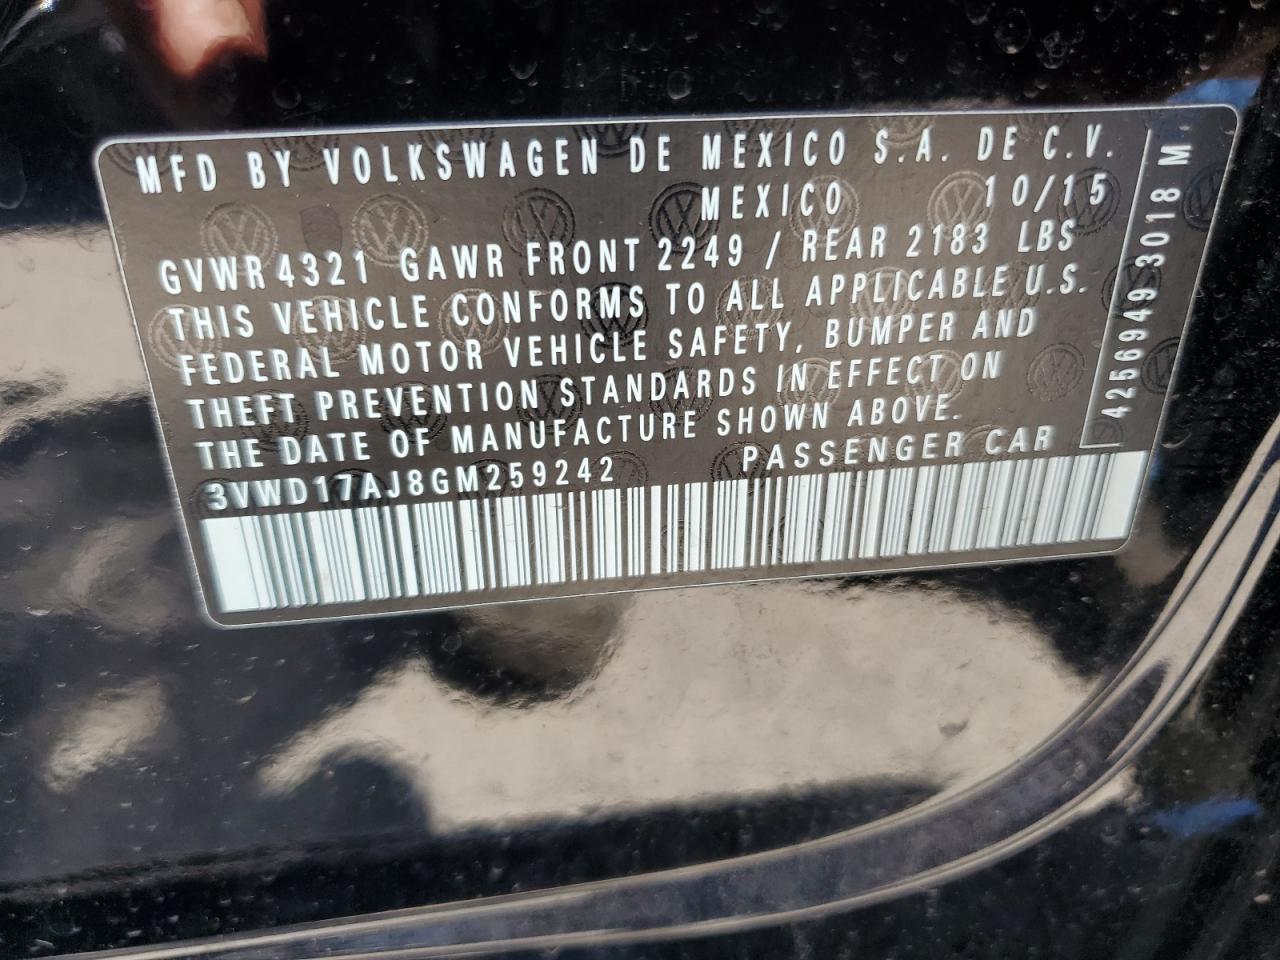 MFD BY VOLKSWAGEN DE MEXICO S.A. DE C.V.
MEXICO 10/15
GVWR 4321 GAWR FRONT 2249 / REAR 2183 LBS
THIS VEHICLE CONFORMS TO ALL APPLICABLE U.S.
FEDERAL MOTOR VEHICLE SAFETY, BUMPER AND
THEFT PREVENTION STANDARDS IN EFFECT ON
THE DATE OF MANUFACTURE SHOWN ABOVE.
3VWD17AJ8GM259242 PASSENGER CAR
4256949 3018 M